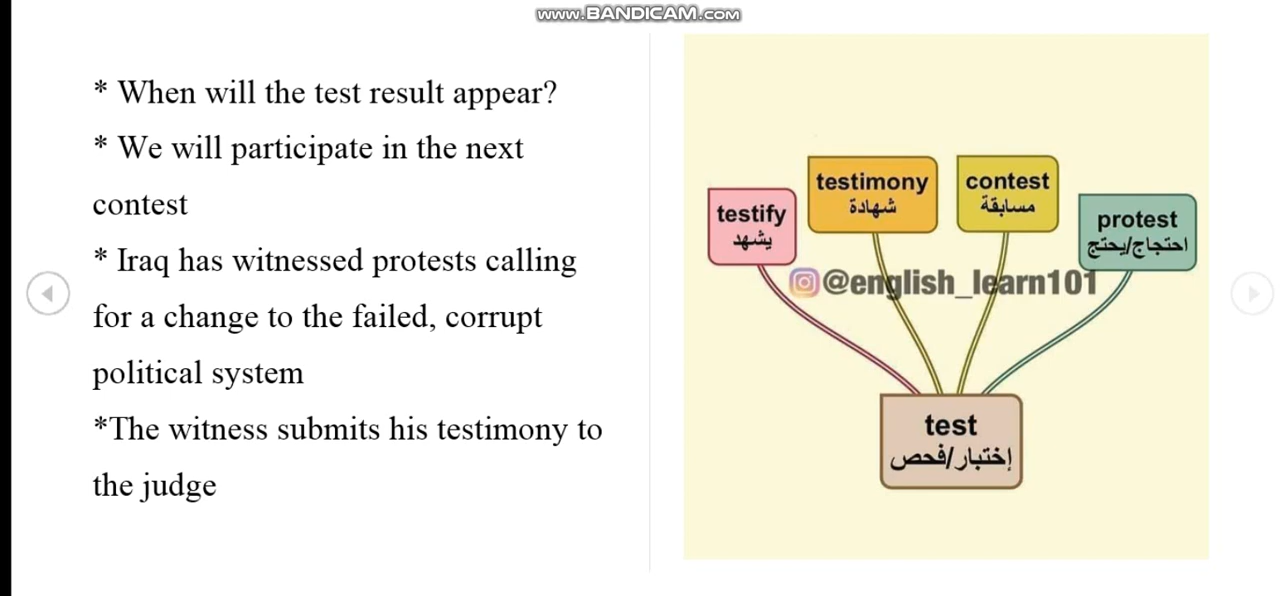 www.BANDICAM.com
* When will the test result appear?
* We will participate in the next
contest
* Iraq has witnessed protests calling
for a change to the failed, corrupt
political system
*The witness submits his testimony to
the judge
testify
يشهد
testimony
شهادة
contest
مسابقة
protest
احتجاج/يحتج
@english_learn101
test
إختبار/فحص